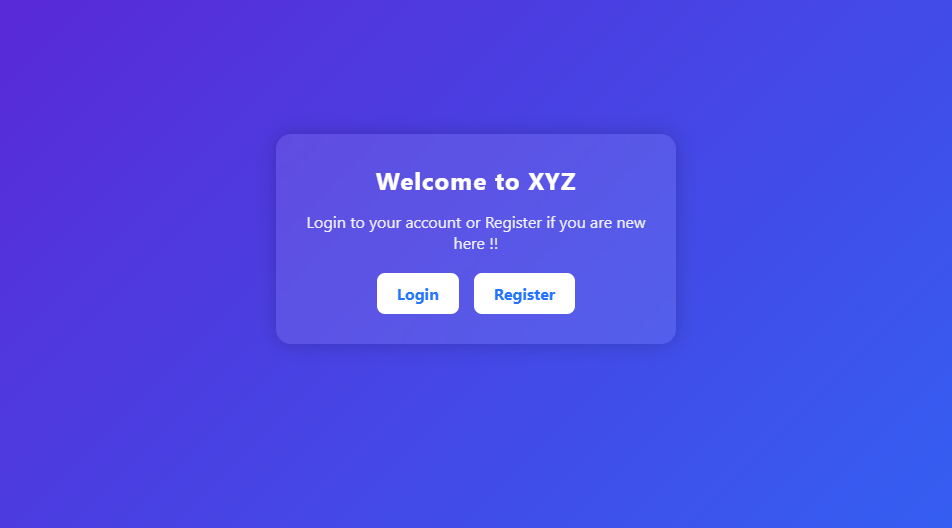 Welcome to XYZ
Login to your account or Register if you are new
here !!
Login
Register